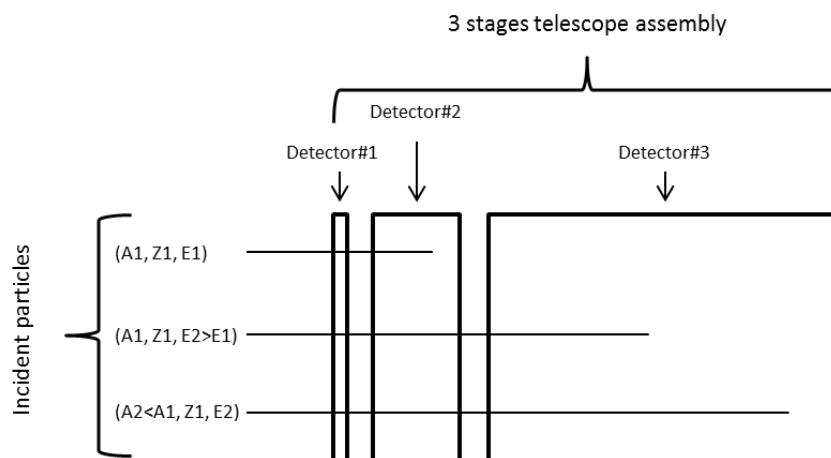 3 stages telescope assembly
Detector#2
Detector#1
Detector#3
Incident particles
(A1, Z1, E1)
(A1, Z1, E2>E1)
(A2<A1, Z1, E2)